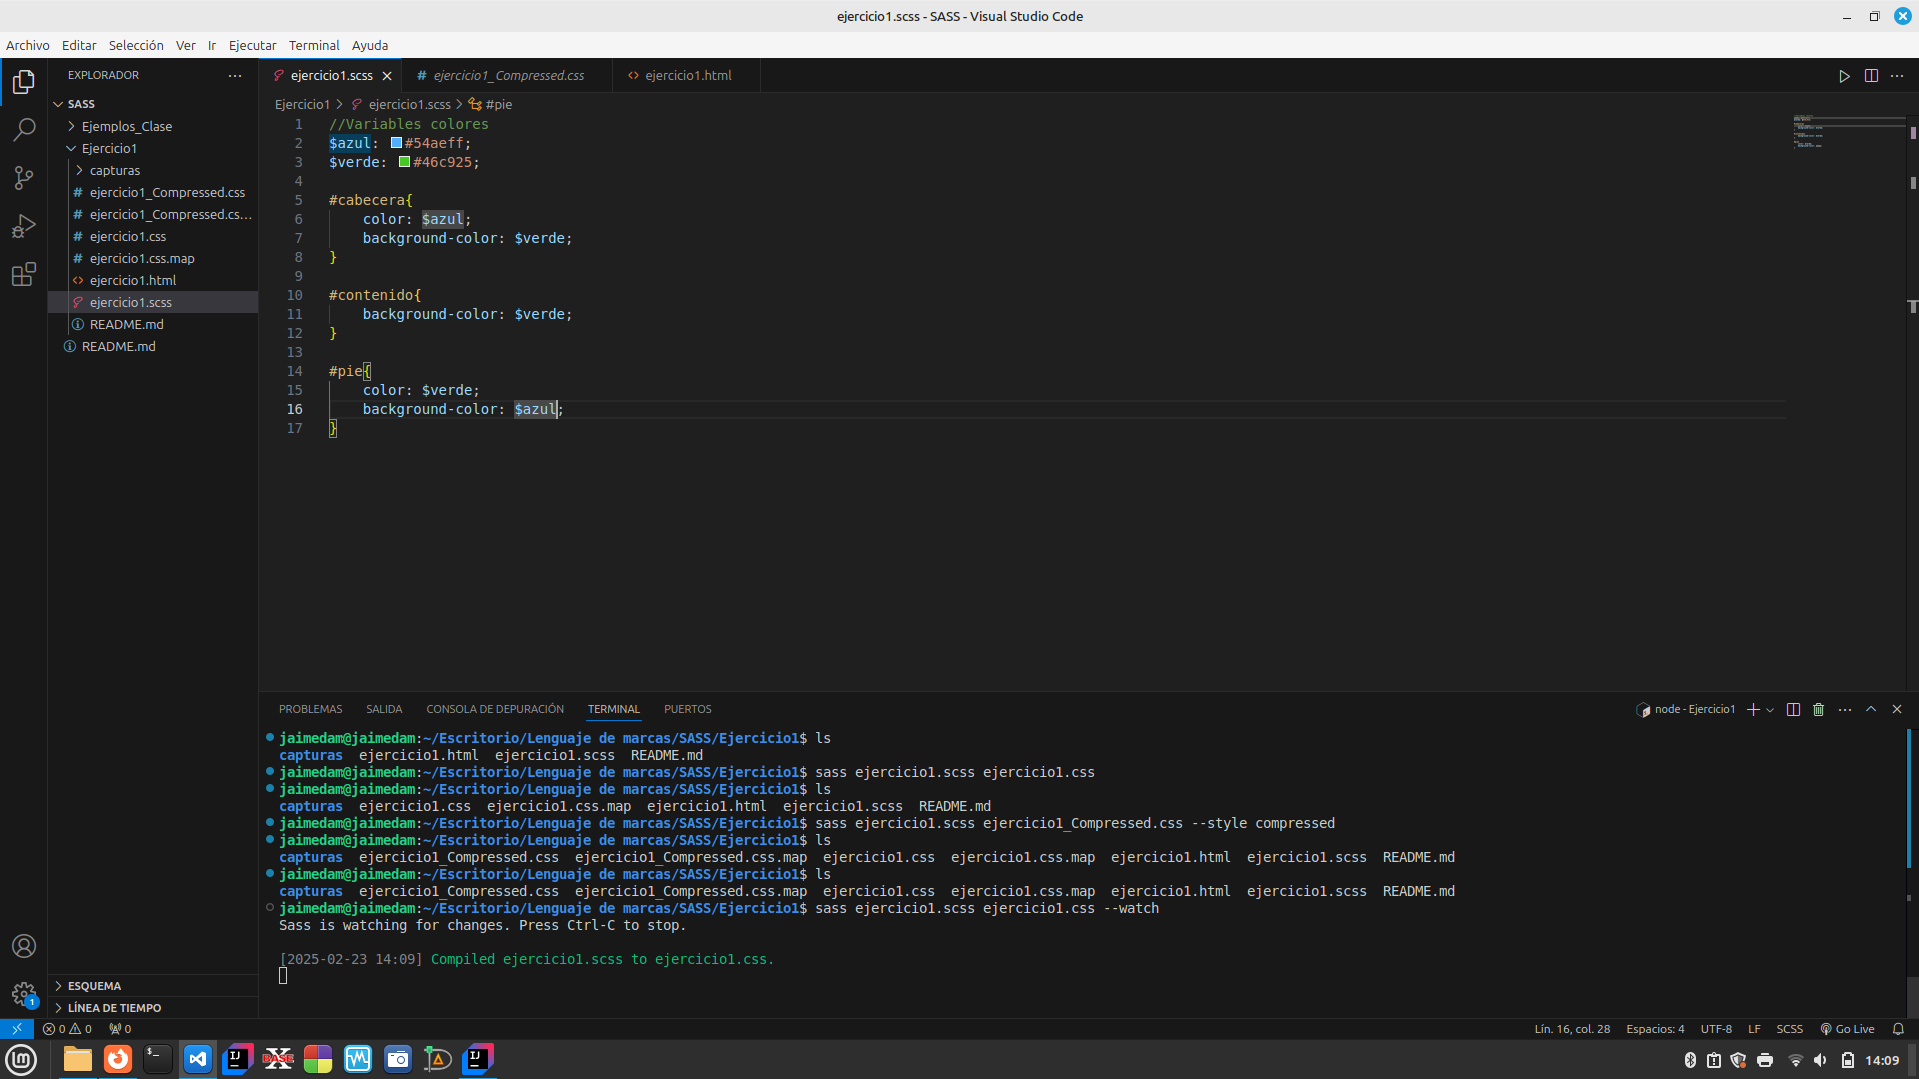 ejercicio1.scss - SASS - Visual Studio Code
Archivo Editar Selección Ver Ir Ejecutar Terminal Ayuda
EXPLORADOR
SASS
Ejemplos_Clase
Ejercicio1
capturas
ejercicio1_Compressed.css
ejercicio1_Compressed.cs...
ejercicio1.css
ejercicio1.css.map
ejercicio1.html
ejercicio1.scss
README.md
README.md
ESQUEMA
LÍNEA DE TIEMPO
ejercicio1.scss ejercicio1_Compressed.css ejercicio1.html
Ejercicio1 > ejercicio1.scss > #pie
1 //Variables colores
2 $azul: #54aeff;
3 $verde: #46c925;
4
5 #cabecera{
6 color: $azul;
7 background-color: $verde;
8 }
9
10 #contenido{
11 background-color: $verde;
12 }
13
14 #pie{
15 color: $verde;
16 background-color: $azul;
17 }
PROBLEMAS SALIDA CONSOLA DE DEPURACIÓN TERMINAL PUERTOS
node - Ejercicio1
jaimedam@jaimedam:~/Escritorio/Lenguaje de marcas/SASS/Ejercicio1$ ls
capturas ejercicio1.html ejercicio1.scss README.md
jaimedam@jaimedam:~/Escritorio/Lenguaje de marcas/SASS/Ejercicio1$ sass ejercicio1.scss ejercicio1.css
jaimedam@jaimedam:~/Escritorio/Lenguaje de marcas/SASS/Ejercicio1$ ls
capturas ejercicio1.css ejercicio1.css.map ejercicio1.html ejercicio1.scss README.md
jaimedam@jaimedam:~/Escritorio/Lenguaje de marcas/SASS/Ejercicio1$ sass ejercicio1.scss ejercicio1_Compressed.css --style compressed
jaimedam@jaimedam:~/Escritorio/Lenguaje de marcas/SASS/Ejercicio1$ ls
capturas ejercicio1_Compressed.css ejercicio1_Compressed.css.map ejercicio1.css ejercicio1.css.map ejercicio1.html ejercicio1.scss README.md
jaimedam@jaimedam:~/Escritorio/Lenguaje de marcas/SASS/Ejercicio1$ ls
capturas ejercicio1_Compressed.css ejercicio1_Compressed.css.map ejercicio1.css ejercicio1.css.map ejercicio1.html ejercicio1.scss README.md
jaimedam@jaimedam:~/Escritorio/Lenguaje de marcas/SASS/Ejercicio1$ sass ejercicio1.scss ejercicio1.css --watch
Sass is watching for changes. Press Ctrl-C to stop.
[2025-02-23 14:09] Compiled ejercicio1.scss to ejercicio1.css.
1
0 0 0
Lín. 16, col. 28 Espacios: 4 UTF-8 LF SCSS Go Live
lm IJ BASE IJ
14:09